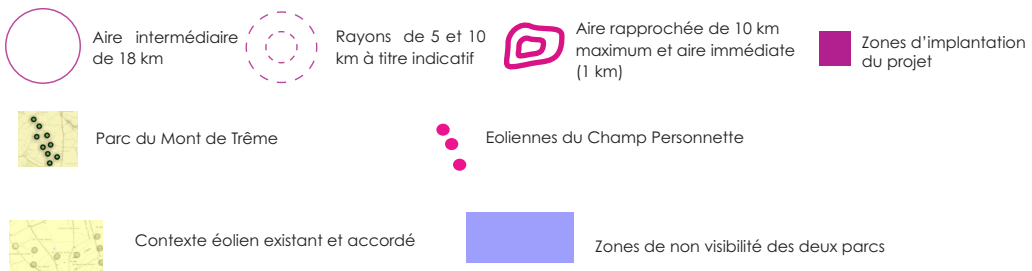 Aire intermédiaire
de 18 km
Rayons de 5 et 10
km à titre indicatif
Aire rapprochée de 10 km
maximum et aire immédiate
(1 km)
Zones d'implantation
du projet
Parc du Mont de Trême
Eoliennes du Champ Personnette
Contexte éolien existant et accordé
Zones de non visibilité des deux parcs